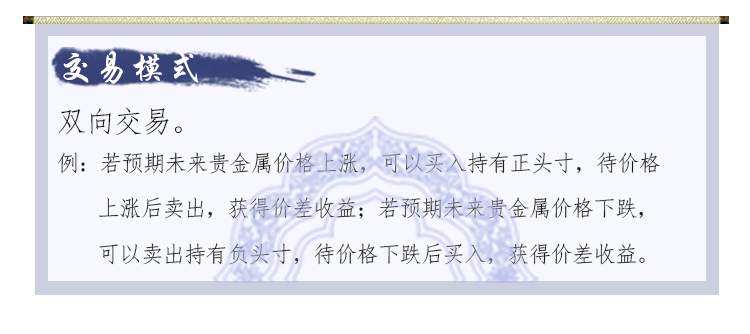 交易模式
双向交易。
例：若预期未来贵金属价格上涨，可以买入持有正头寸，待价格
上涨后卖出，获得价差收益；若预期未来贵金属价格下跌，
可以卖出持有负头寸，待价格下跌后买入，获得价差收益。